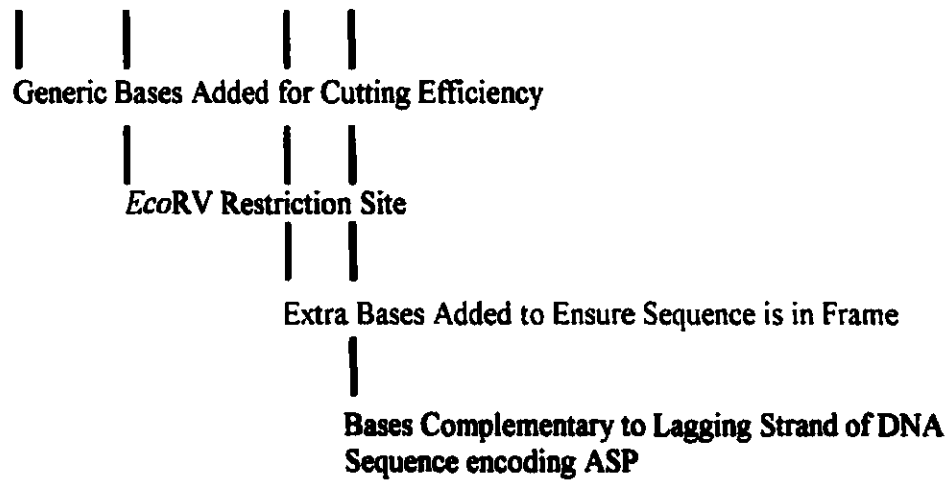 Generic Bases Added for Cutting Efficiency
EcoRV Restriction Site
Extra Bases Added to Ensure Sequence is in Frame
Bases Complementary to Lagging Strand of DNA
Sequence encoding ASP